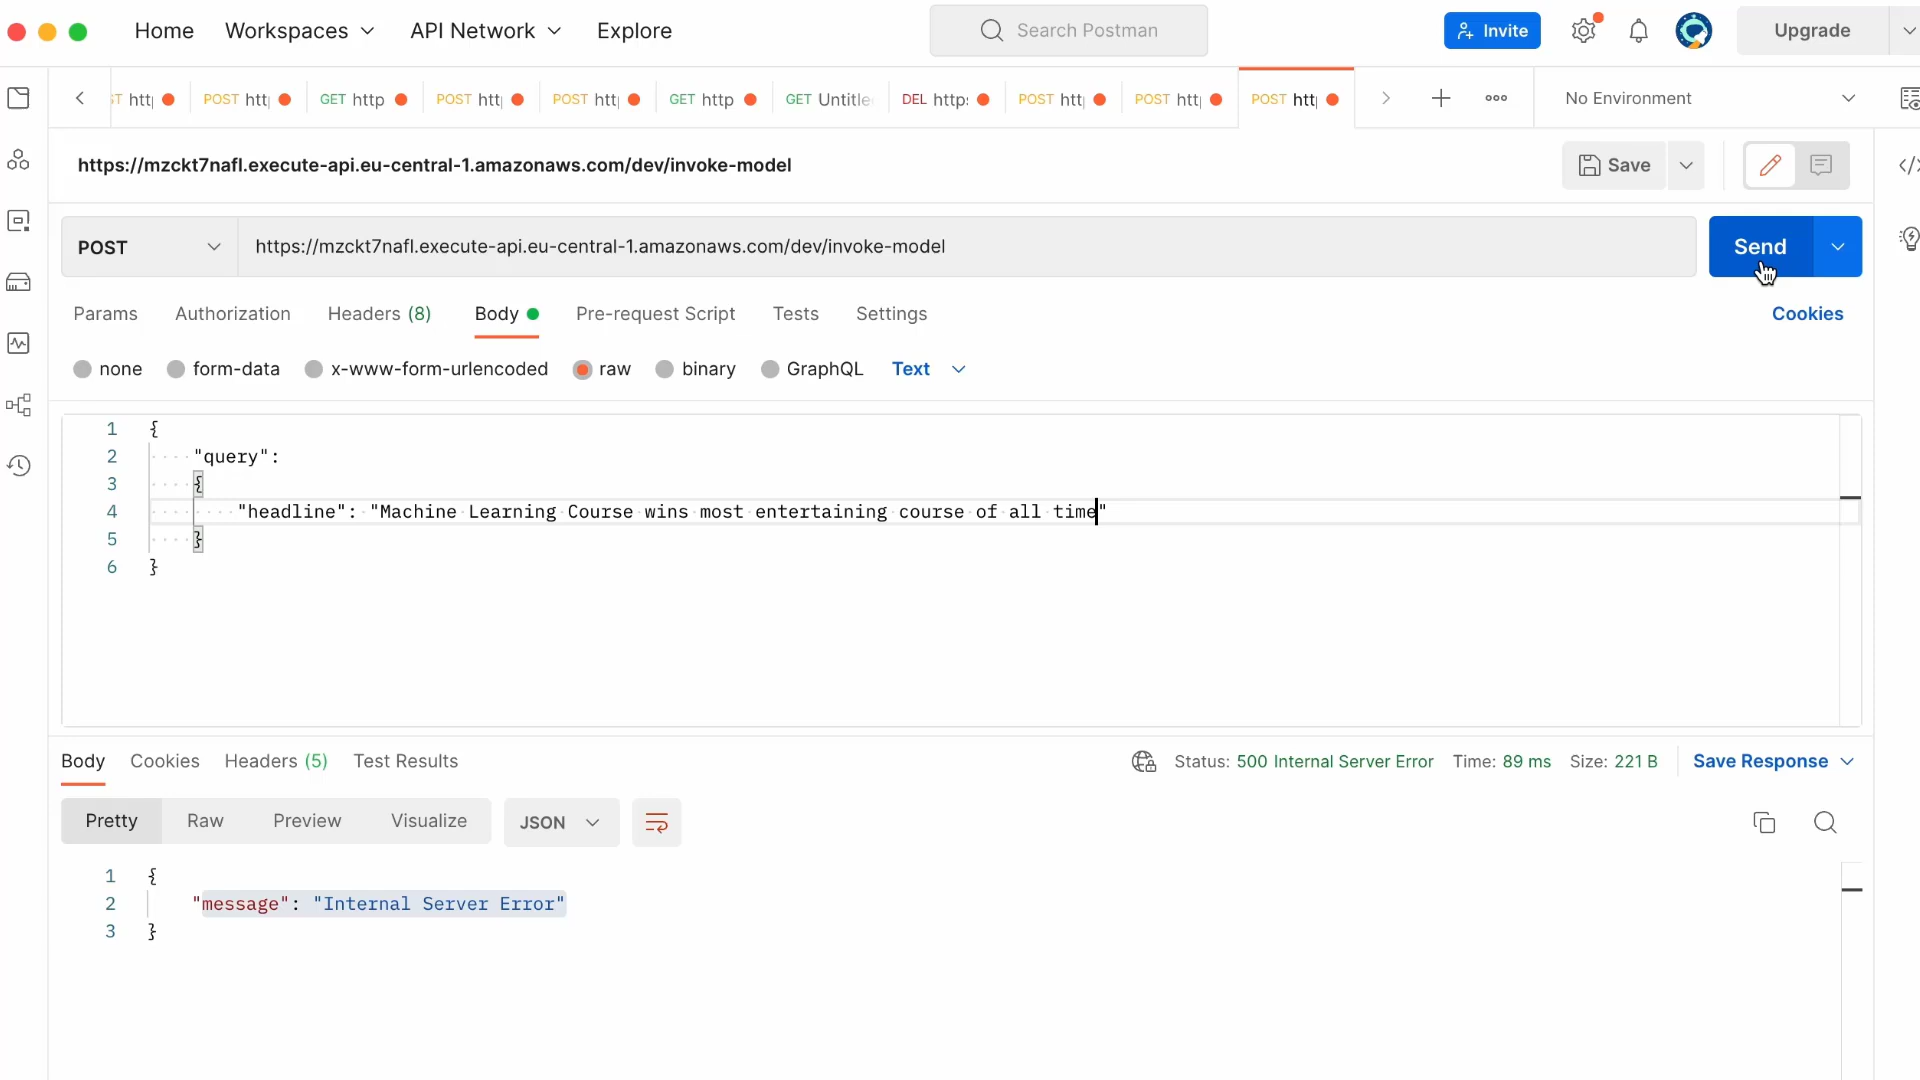 Home Workspaces API Network Explore Search Postman Invite Upgrade
ST htt POST htt GET http POST htt POST htt GET http GET Untitle DEL https POST htt POST htt POST htt No Environment
https://mzckt7nafl.execute-api.eu-central-1.amazonaws.com/dev/invoke-model Save
POST https://mzckt7nafl.execute-api.eu-central-1.amazonaws.com/dev/invoke-model Send
Params Authorization Headers (8) Body Pre-request Script Tests Settings Cookies
none form-data x-www-form-urlencoded raw binary GraphQL Text
1 {
2 "query":
3 {
4 "headline": "Machine Learning Course wins most entertaining course of all time"
5 }
6 }
Body Cookies Headers (5) Test Results Status: 500 Internal Server Error Time: 89 ms Size: 221 B Save Response
Pretty Raw Preview Visualize JSON
1 {
2 "message": "Internal Server Error"
3 }